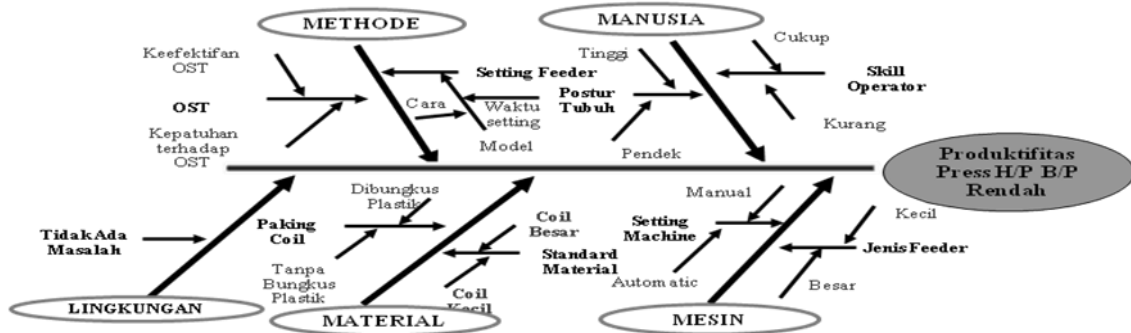 METHODE
MANUSIA
Keefektifan
OST
OST
Kepatuhan
terhadap
OST
Setting Feeder
Cara
Waktu
setting
Model
Tinggi
Postur
Tubuh
Pendek
Cukup
Skill
Operator
Kurang
Produktifitas
Press H/P B/P
Rendah
Tidak Ada
Masalah
LINGKUNGAN
Dibungkus
Plastik
Paking
Coil
Tanpa
Bungkus
Plastik
Coil
Besar
Standard
Material
Coil
Kecil
MATERIAL
Manual
Setting
Machine
Automatic
Kecil
Jenis Feeder
Besar
MESIN